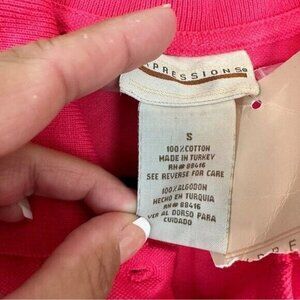 XPRESSIONS
S
100% COTTON
MADE IN TURKEY
RN# 88416
SEE REVERSE FOR CARE
100% ALGODON
HECHO EN TURQUIA
RN# 88416
VER AL DORSO PARA
CUIDADO